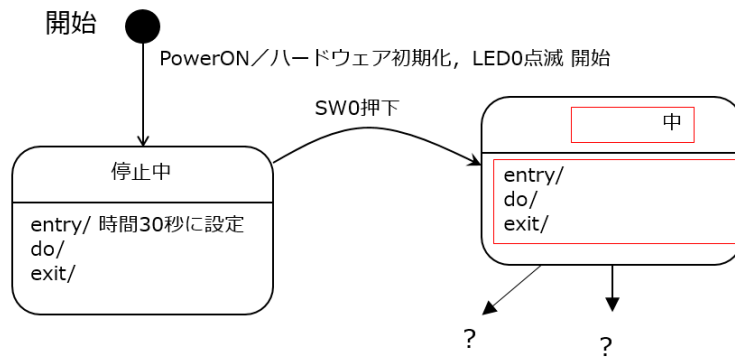 開始
PowerON／ハードウェア初期化，LED0点滅 開始
SW0押下
停止中
entry/ 時間30秒に設定
do/
exit/
中
entry/
do/
exit/
?
?